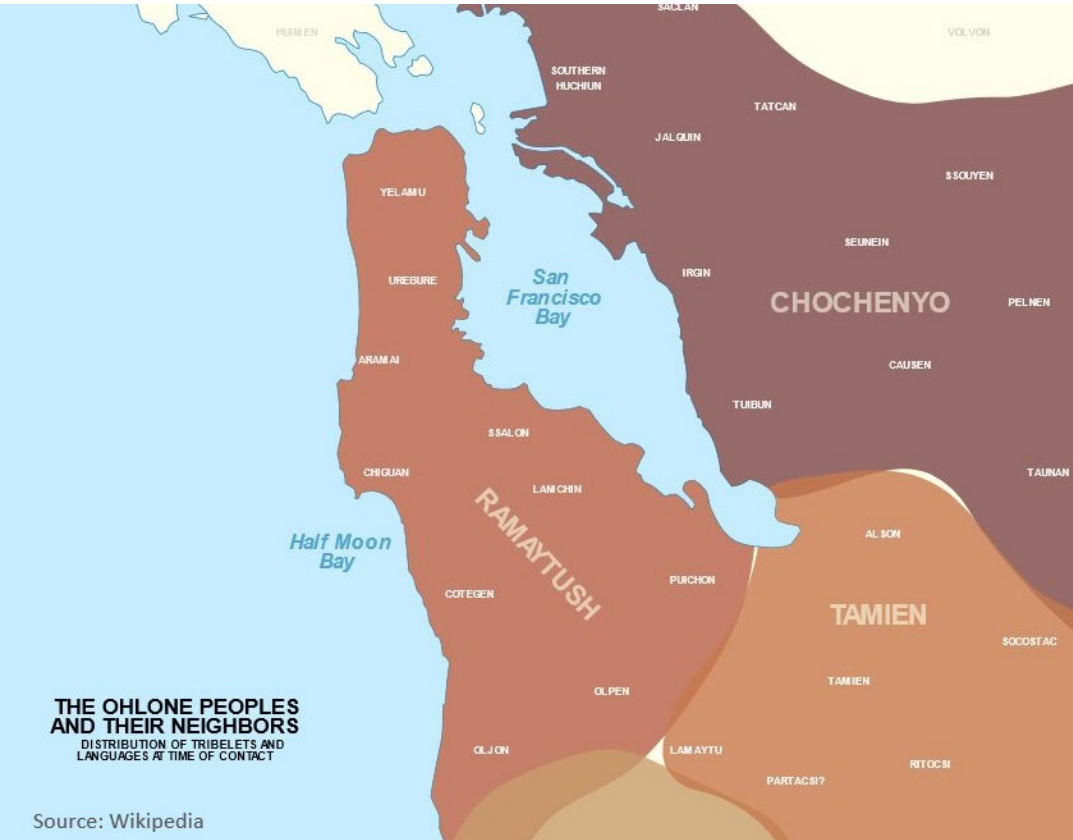 SACLAN
HUIMEN
VOLVON
SOUTHERN
HUCHIUN
TATCAN
JALQUIN
SSOUYEN
YELAMU
SEUNEIN
IRGIN
UREBURE
San
Francisco
Bay
CHOCHENYO
PELNEN
ARAMAI
CAUSEN
TUIBUN
SSALON
CHIGUAN
TAUNAN
LAMCHIN
RAMAYTUSH
Half Moon
Bay
ALSON
PUICHON
COTEGEN
TAMIEN
SOCOSTAC
TAMIEN
OLPEN
THE OHLONE PEOPLES
AND THEIR NEIGHBORS
DISTRIBUTION OF TRIBELETS AND
LANGUAGES AT TIME OF CONTACT
OLJON
LAMAYTU
RITOCSI
PARTACSI?
Source: Wikipedia